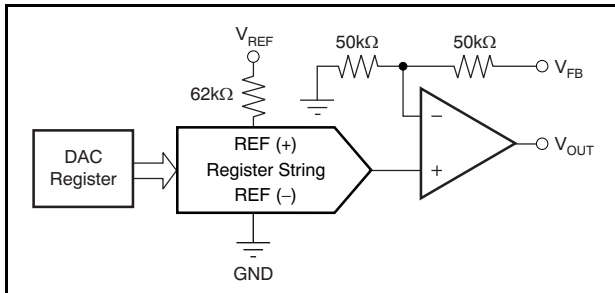 V_REF
62kΩ
50kΩ
50kΩ
V_FB
DAC
Register
REF (+)
Register String
REF (−)
−
+
V_OUT
GND